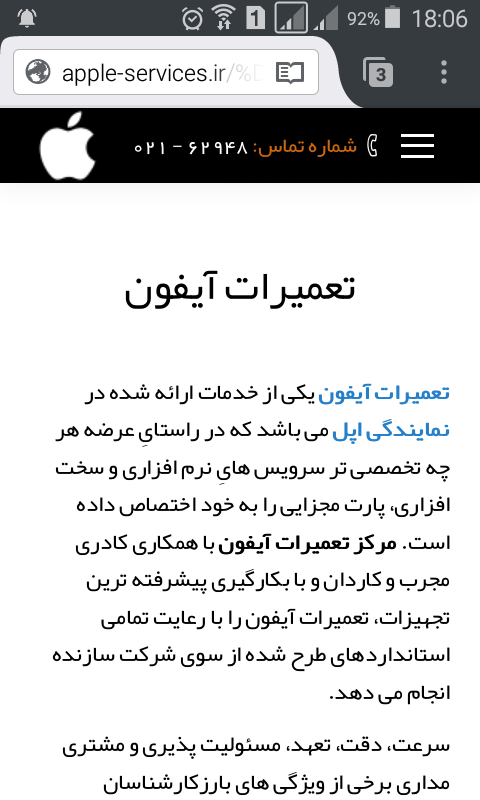 1
92%
18:06
apple-services.ir/%D
3
شماره تماس: ۶۲۹۴۸ – ۰۲۱
تعمیرات آیفون
تعمیرات آیفون یکی از خدمات ارائه شده در
نمایندگی اپل می باشد که در راستایِ عرضه هر
چه تخصصی تر سرویس هایِ نرم افزاری و سخت
افزاری، پارت مجزایی را به خود اختصاص داده
است. مرکز تعمیرات آیفون با همکاری کادری
مجرب و کاردان و با بکارگیری پیشرفته ترین
تجهیزات، تعمیرات آیفون را با رعایت تمامی
استانداردهای طرح شده از سوی شرکت سازنده
انجام می دهد.
سرعت، دقت، تعهد، مسئولیت پذیری و مشتری
مداری برخی از ویژگی های بارزکارشناسان